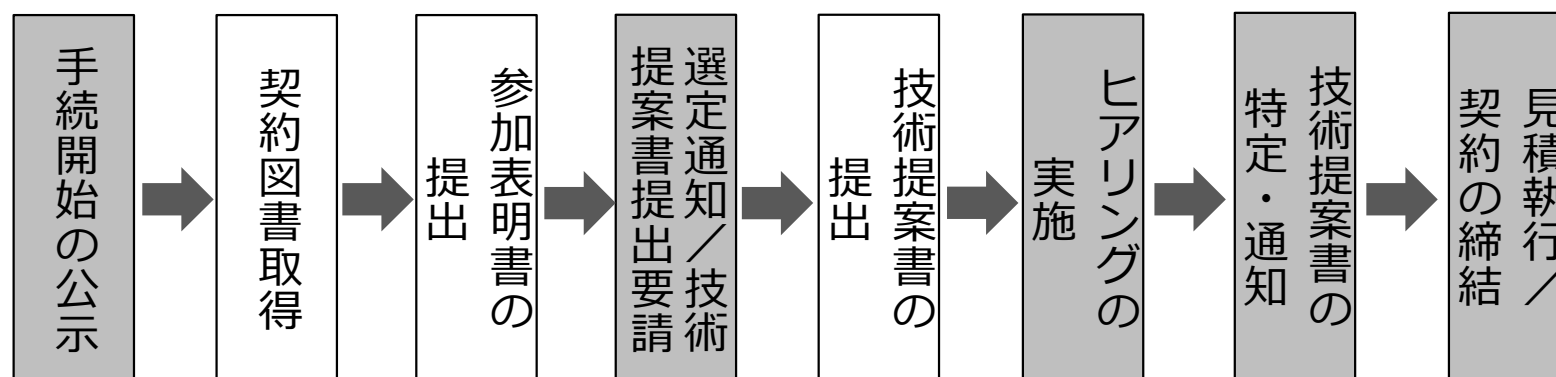 手続開始の公示
契約図書取得
参加表明書の
提出
選定通知／技術
提案書提出要請
技術提案書の
提出
ヒアリングの
実施
技術提案書の
特定・通知
見積執行／
契約の締結